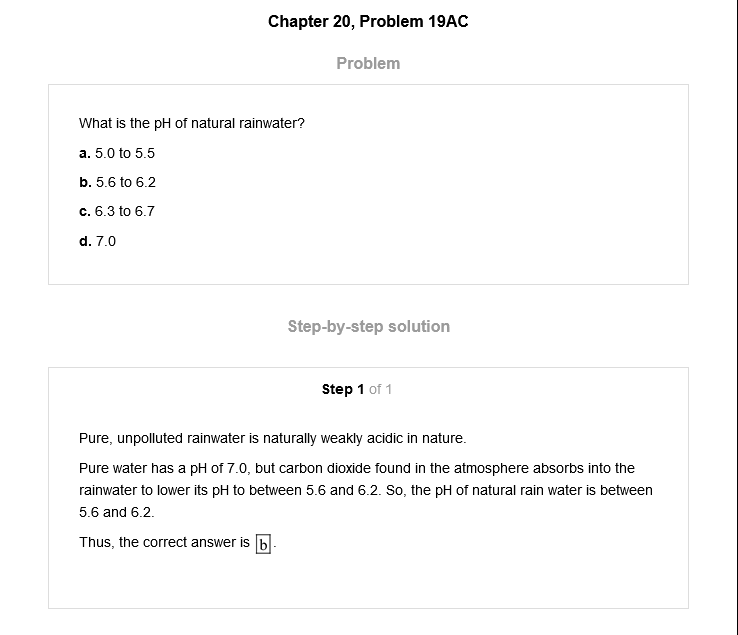 Chapter 20, Problem 19AC
Problem
What is the pH of natural rainwater?
a. 5.0 to 5.5
b. 5.6 to 6.2
c. 6.3 to 6.7
d. 7.0
Step-by-step solution
Step 1 of 1
Pure, unpolluted rainwater is naturally weakly acidic in nature.
Pure water has a pH of 7.0, but carbon dioxide found in the atmosphere absorbs into the
rainwater to lower its pH to between 5.6 and 6.2. So, the pH of natural rain water is between
5.6 and 6.2.
Thus, the correct answer is b.